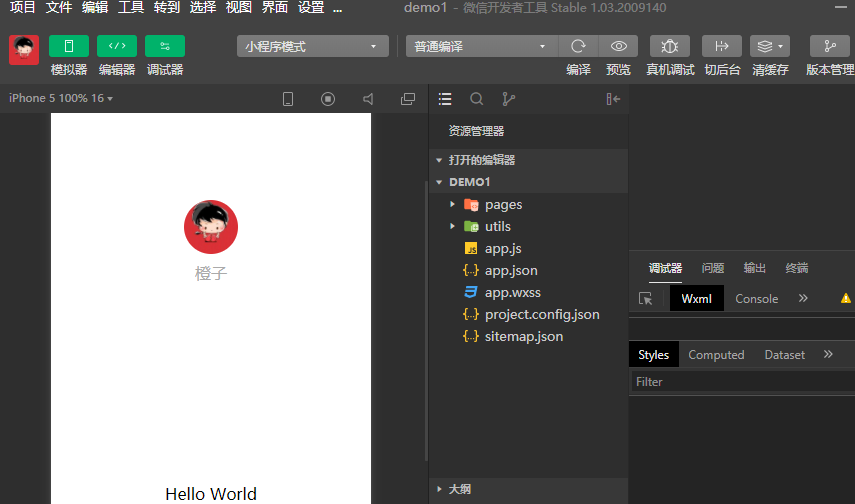 项目 文件 编辑 工具 转到 选择 视图 界面 设置 ... demo1 - 微信开发者工具 Stable 1.03.2009140
小程序模式 普通编译
模拟器 编辑器 调试器 编译 预览 真机调试 切后台 清缓存 版本管理
iPhone 5 100% 16
资源管理器
打开的编辑器
DEMO1
pages
utils
JS app.js
{..} app.json
app.wxss
{..} project.config.json
{..} sitemap.json
大纲
橙子
Hello World
调试器 问题 输出 终端
Wxml Console
Styles Computed Dataset
Filter